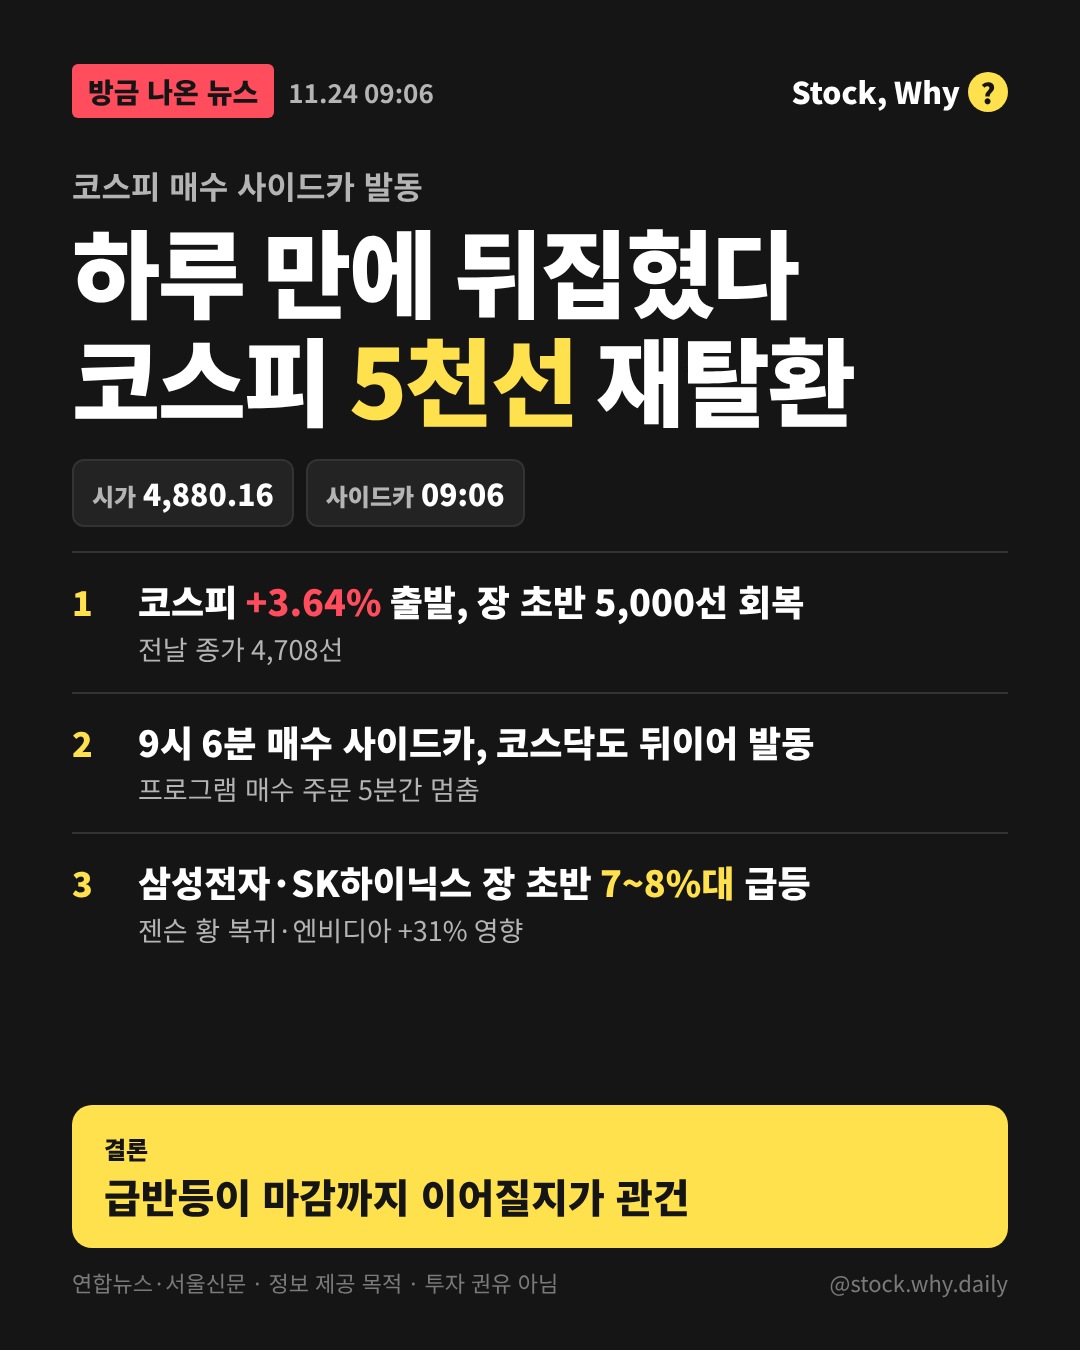 방금 나온 뉴스 11.24 09:06 Stock, Why ?
코스피 매수 사이드카 발동
하루 만에 뒤집혔다
코스피 5천선 재탈환
시가 4,880.16 사이드카 09:06
1 코스피 +3.64% 출발, 장 초반 5,000선 회복
전날 종가 4,708선
2 9시 6분 매수 사이드카, 코스닥도 뒤이어 발동
프로그램 매수 주문 5분간 멈춤
3 삼성전자·SK하이닉스 장 초반 7~8%대 급등
젠슨 황 복귀·엔비디아 +31% 영향
결론
급반등이 마감까지 이어질지가 관건
연합뉴스·서울신문 · 정보 제공 목적 · 투자 권유 아님 @stock.why.daily